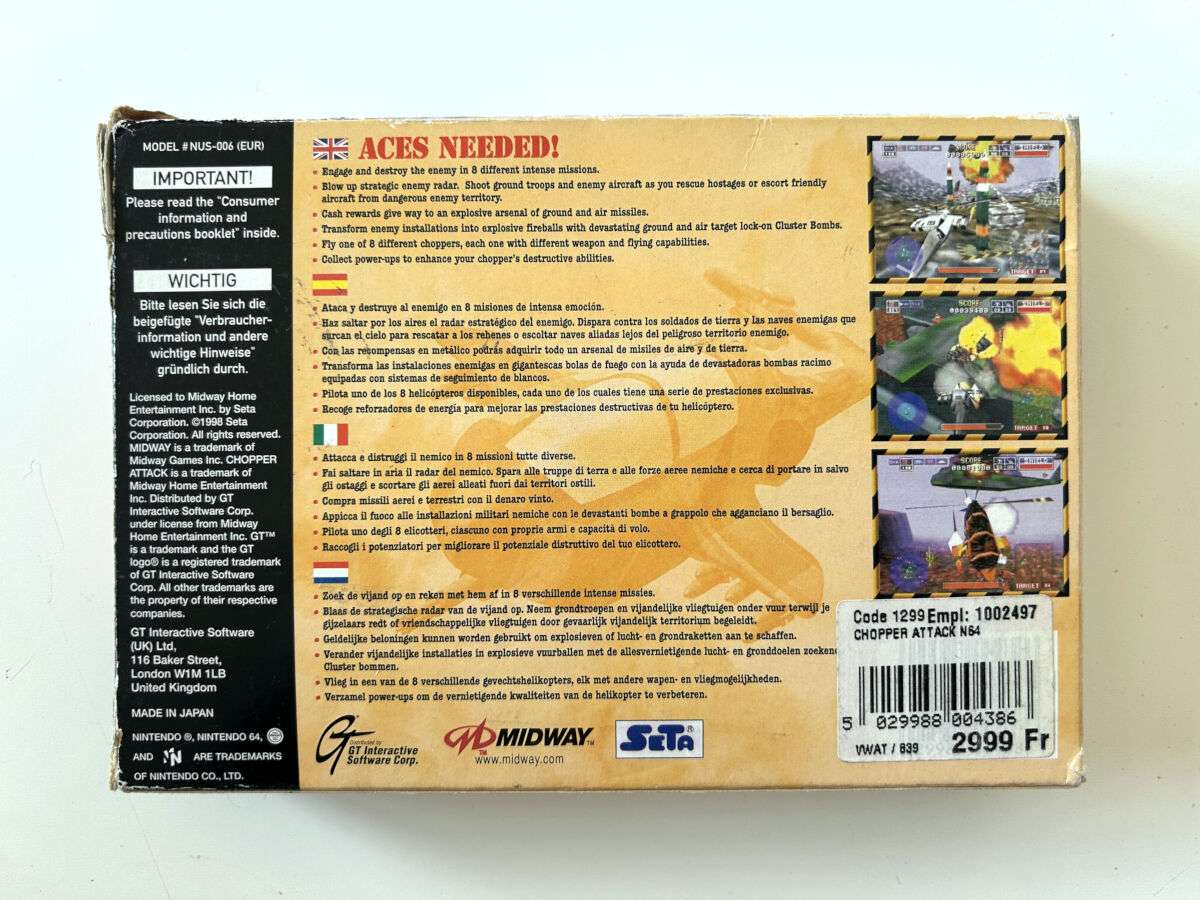 MODEL #NUS-006 (EUR)
IMPORTANT!
Please read the "Consumer
information and
precautions booklet" inside.
WICHTIG
Bitte lesen Sie sich die
beigefügte "Verbraucher-
information und andere
wichtige Hinweise"
gründlich durch.
Licensed to Midway Home
Entertainment Inc. by Seta
Corporation. ©1998 Seta
Corporation. All rights reserved.
MIDWAY is a trademark of
Midway Games Inc. CHOPPER
ATTACK is a trademark of
Midway Home Entertainment
Inc. Distributed by GT
Interactive Software Corp.
under license from Midway
Home Entertainment Inc. GT™
is a trademark and the GT
logo® is a registered trademark
of GT Interactive Software
Corp. All other trademarks are
the property of their respective
companies.
GT Interactive Software
(UK) Ltd,
116 Baker Street,
London W1M 1LB
United Kingdom
MADE IN JAPAN
NINTENDO ®, NINTENDO 64,
AND N ARE TRADEMARKS
OF NINTENDO CO., LTD.
ACES NEEDED!
• Engage and destroy the enemy in 8 different intense missions.
• Blow up strategic enemy radar. Shoot ground troops and enemy aircraft as you rescue hostages or escort friendly
aircraft from dangerous enemy territory.
• Cash rewards give way to an explosive arsenal of ground and air missiles.
• Transform enemy installations into explosive fireballs with devastating ground and air target lock-on Cluster Bombs.
• Fly one of 8 different choppers, each one with different weapon and flying capabilities.
• Collect power-ups to enhance your chopper's destructive abilities.
• Ataca y destruye al enemigo en 8 misiones de intensa emoción.
• Haz saltar por los aires el radar estratégico del enemigo. Dispara contra los soldados de tierra y las naves enemigas que
surcan el cielo para rescatar a los rehenes o escoltar naves aliadas lejos del peligroso territorio enemigo.
• Con las recompensas en metálico podrás adquirir todo un arsenal de misiles de aire y de tierra.
• Transforma las instalaciones enemigas en gigantescas bolas de fuego con la ayuda de devastadoras bombas racimo
equipadas con sistemas de seguimiento de blancos.
• Pilota uno de los 8 helicópteros disponibles, cada uno de los cuales tiene una serie de prestaciones exclusivas.
• Recoge reforzadores de energía para mejorar las prestaciones destructivas de tu helicóptero.
• Attacca e distruggi il nemico in 8 missioni tutte diverse.
• Fai saltare in aria il radar del nemico. Spara alle truppe di terra e alle forze aeree nemiche e cerca di portare in salvo
gli ostaggi e scortare gli aerei alleati fuori dai territori ostili.
• Compra missili aerei e terrestri con il denaro vinto.
• Appicca il fuoco alle installazioni militari nemiche con le devastanti bombe a grappolo che agganciano il bersaglio.
• Pilota uno degli 8 elicotteri, ciascuno con proprie armi e capacità di volo.
• Raccogli i potenziatori per migliorare il potenziale distruttivo del tuo elicottero.
• Zoek de vijand op en reken met hem af in 8 verschillende intense missies.
• Blaas de strategische radar van de vijand op. Neem grondtroepen en vijandelijke vliegtuigen onder vuur terwijl je
gijzelaars redt of vriendschappelijke vliegtuigen door gevaarlijk vijandelijk territorium begeleidt.
• Geldelijke beloningen kunnen worden gebruikt om explosieven of lucht- en grondraketten aan te schaffen.
• Verander vijandelijke installaties in explosieve vuurballen met de allesvernietigende lucht- en gronddoelen zoekend
Cluster bommen.
• Vlieg in een van de 8 verschillende gevechtshelikopters, elk met andere wapen- en vliegmogelijkheden.
• Verzamel power-ups om de vernietigende kwaliteiten van de helikopter te verbeteren.
GT
Distributed by
GT Interactive
Software Corp.
MIDWAY™
www.midway.com
SETA®
SHIELD
TARGET
SCORE
SHIELD
TARGET
SCORE
SHIELD
TARGET
Code 1299 Empl: 1002497
CHOPPER ATTACK N64
5 029988 004386
VWAT / 839 2999 Fr